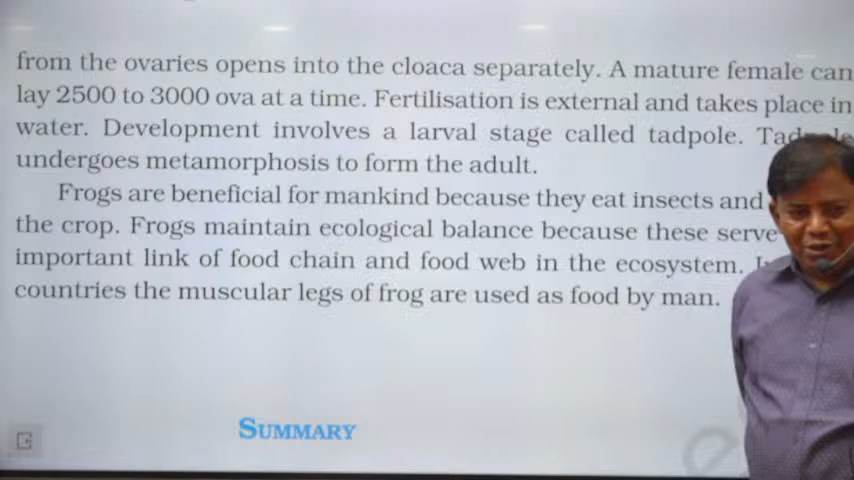 from the ovaries opens into the cloaca separately. A mature female can
lay 2500 to 3000 ova at a time. Fertilisation is external and takes place in
water. Development involves a larval stage called tadpole. Tadpole
undergoes metamorphosis to form the adult.
Frogs are beneficial for mankind because they eat insects and
the crop. Frogs maintain ecological balance because these serve
important link of food chain and food web in the ecosystem.
countries the muscular legs of frog are used as food by man.
SUMMARY